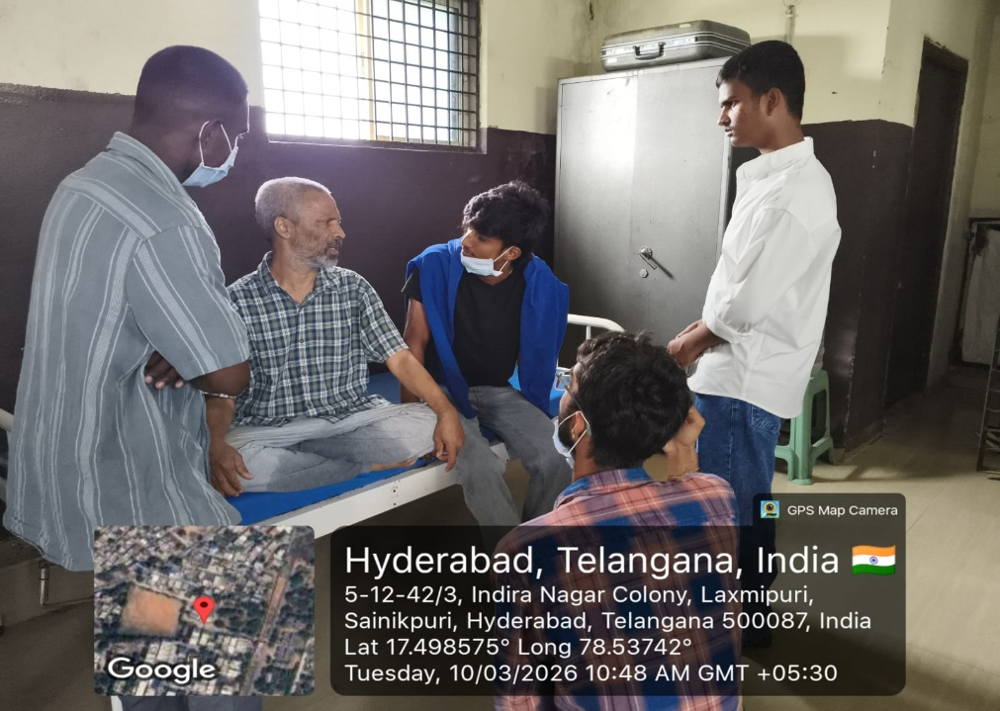 GPS Map Camera
Hyderabad, Telangana, India 🇮🇳
5-12-42/3, Indira Nagar Colony, Laxmipuri,
Sainikpuri, Hyderabad, Telangana 500087, India
Lat 17.498575° Long 78.53742°
Tuesday, 10/03/2026 10:48 AM GMT +05:30
Google